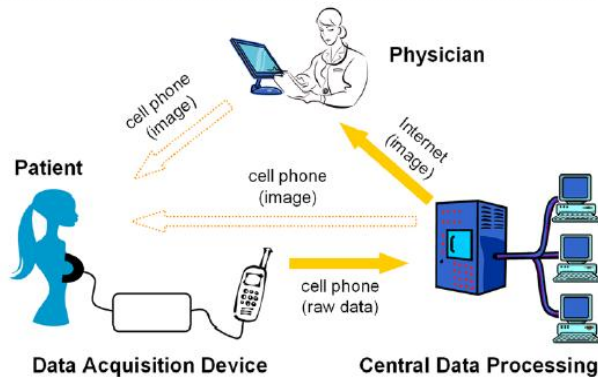 Physician
cell phone
(image)
Internet
(image)
Patient
cell phone
(image)
cell phone
(raw data)
Data Acquisition Device
Central Data Processing